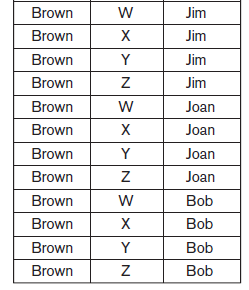 Brown W Jim
Brown X Jim
Brown Y Jim
Brown Z Jim
Brown W Joan
Brown X Joan
Brown Y Joan
Brown Z Joan
Brown W Bob
Brown X Bob
Brown Y Bob
Brown Z Bob